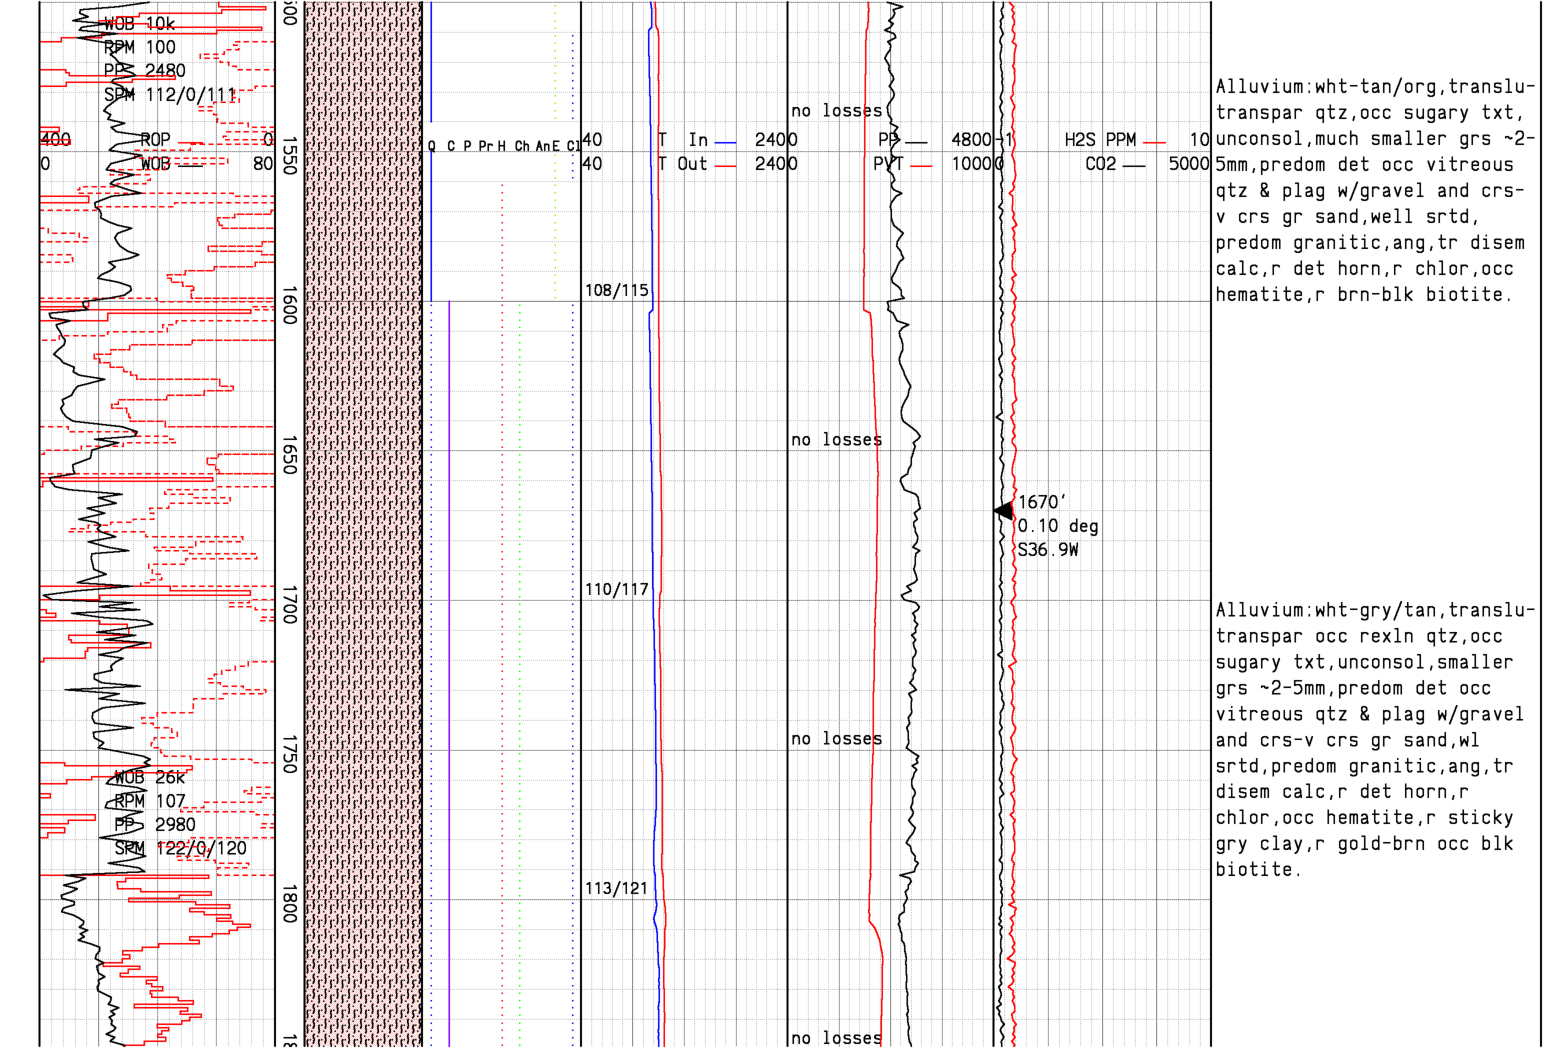 WOB 10k
RPM 100
PP 2480
SPM 112/0/111
400 ROP 0
0 WOB 80
1550
1600
1650
1700
1750
1800
WOB 26k
RPM 107
PP 2980
SPM 122/0/120
Q C P Pr H Ch An E Cl
40 T In 240
40 T Out 240
108/115
110/117
113/121
no losses
0 PP 4800
0 PVT 1000
no losses
no losses
no losses
-1 H2S PPM 10
0 CO2 5000
1670'
0.10 deg
S36.9W
Alluvium:wht-tan/org,translu-
transpar qtz,occ sugary txt,
unconsol,much smaller grs ~2-
5mm,predom det occ vitreous
qtz & plag w/gravel and crs-
v crs gr sand,well srtd,
predom granitic,ang,tr disem
calc,r det horn,r chlor,occ
hematite,r brn-blk biotite.
Alluvium:wht-gry/tan,translu-
transpar occ rexln qtz,occ
sugary txt,unconsol,smaller
grs ~2-5mm,predom det occ
vitreous qtz & plag w/gravel
and crs-v crs gr sand,wl
srtd,predom granitic,ang,tr
disem calc,r det horn,r
chlor,occ hematite,r sticky
gry clay,r gold-brn occ blk
biotite.